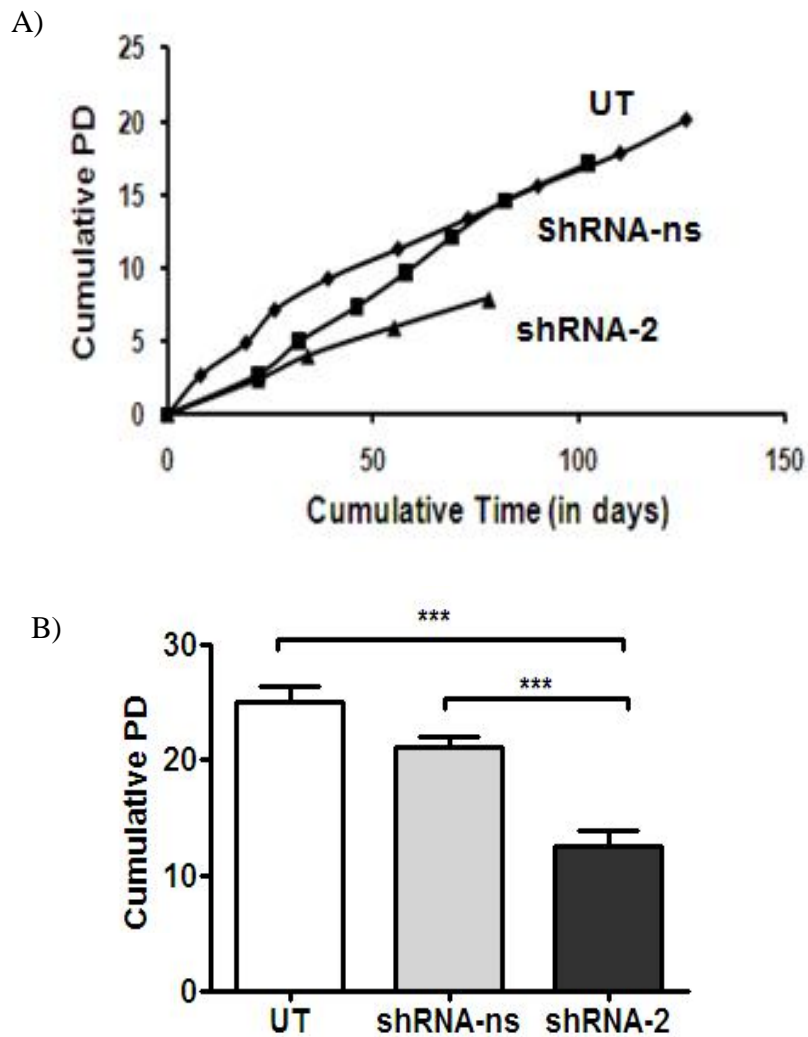 A)
25
20
15
10
5
0
Cumulative PD
UT
ShRNA-ns
shRNA-2
0 50 100 150
Cumulative Time (in days)
B)
30
20
10
0
Cumulative PD
***
***
UT shRNA-ns shRNA-2